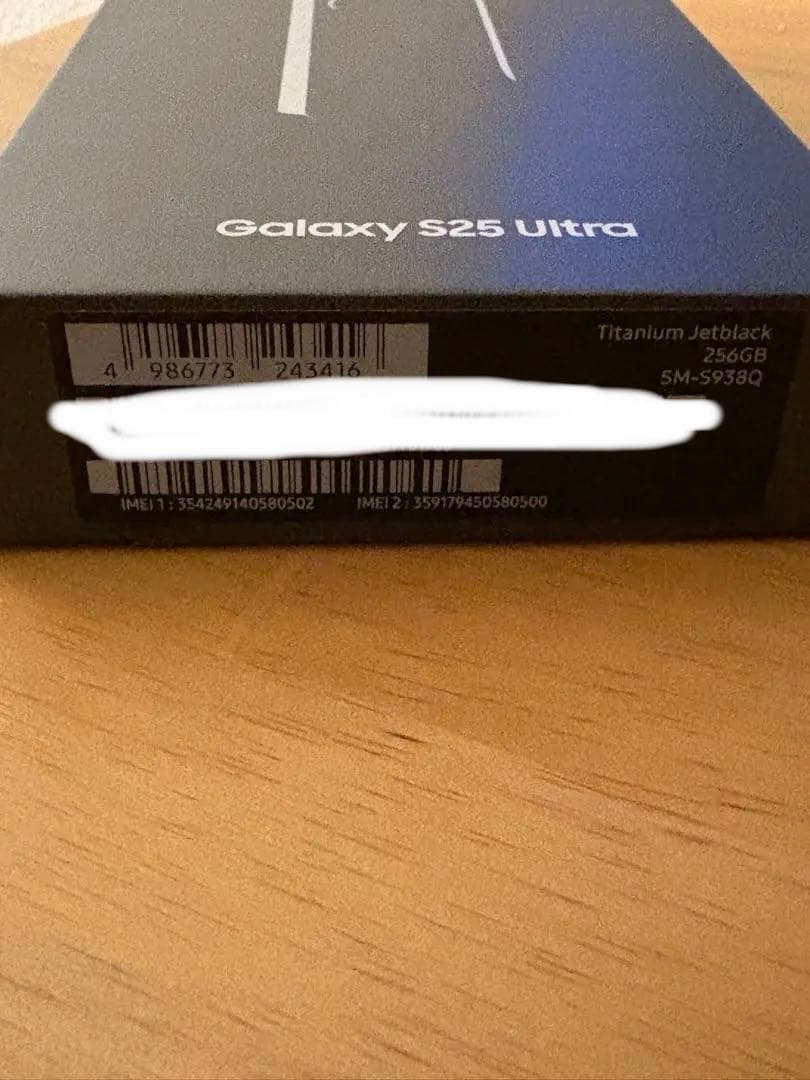 Galaxy S25 Ultra
Titanium Jetblack
256GB
SM-S938Q
4 986773 243416
IMEI 1 : 354249140580502 IMEI 2 : 359179450580500